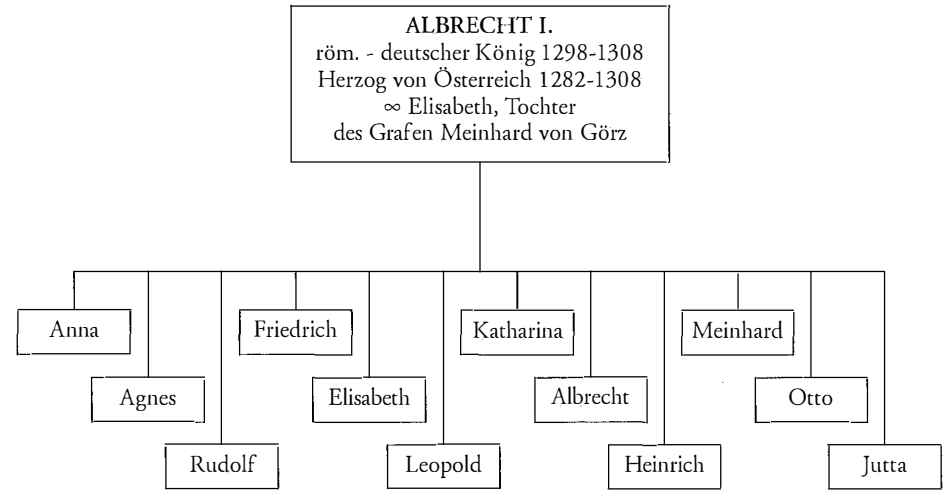 ALBRECHT I.
röm. - deutscher König 1298-1308
Herzog von Österreich 1282-1308
∞ Elisabeth, Tochter
des Grafen Meinhard von Görz
Anna
Friedrich
Katharina
Meinhard
Agnes
Elisabeth
Albrecht
Otto
Rudolf
Leopold
Heinrich
Jutta